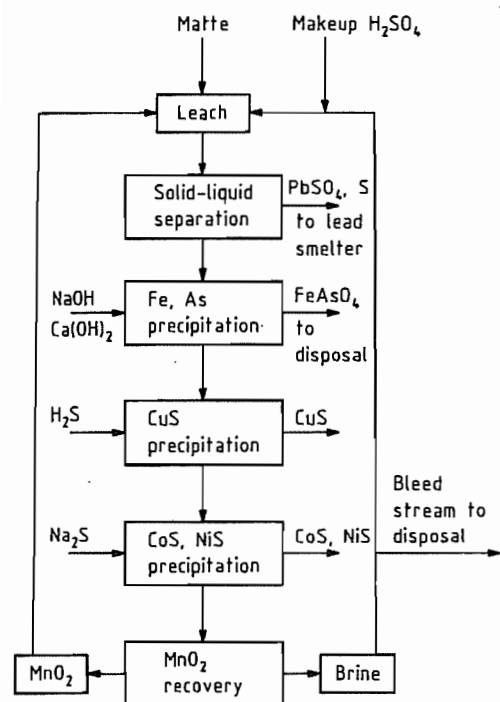 Matte
Makeup H₂SO₄
Leach
Solid-liquid
separation
PbSO₄, S
to lead
smelter
NaOH
Ca(OH)₂
Fe, As
precipitation
FeAsO₄
to
disposal
H₂S
CuS
precipitation
CuS
Bleed
stream to
disposal
Na₂S
CoS, NiS
precipitation
CoS, NiS
MnO₂
MnO₂
recovery
Brine